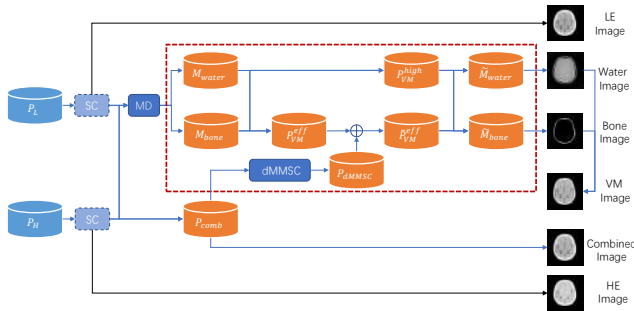 LE
Image
M_water
P_VM^high
M̃_water
Water
Image
P_L
SC
MD
M_bone
P_VM^eff
P̃_VM^eff
M̃_bone
Bone
Image
dMMSC
P_dMMSC
VM
Image
P_H
SC
P_comb
Combined
Image
HE
Image